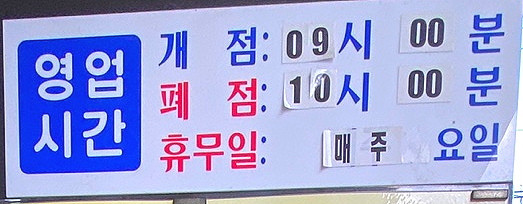 영업
시간
개 점: 09시 00분
폐 점: 10시 00분
휴무일: 매주 요일